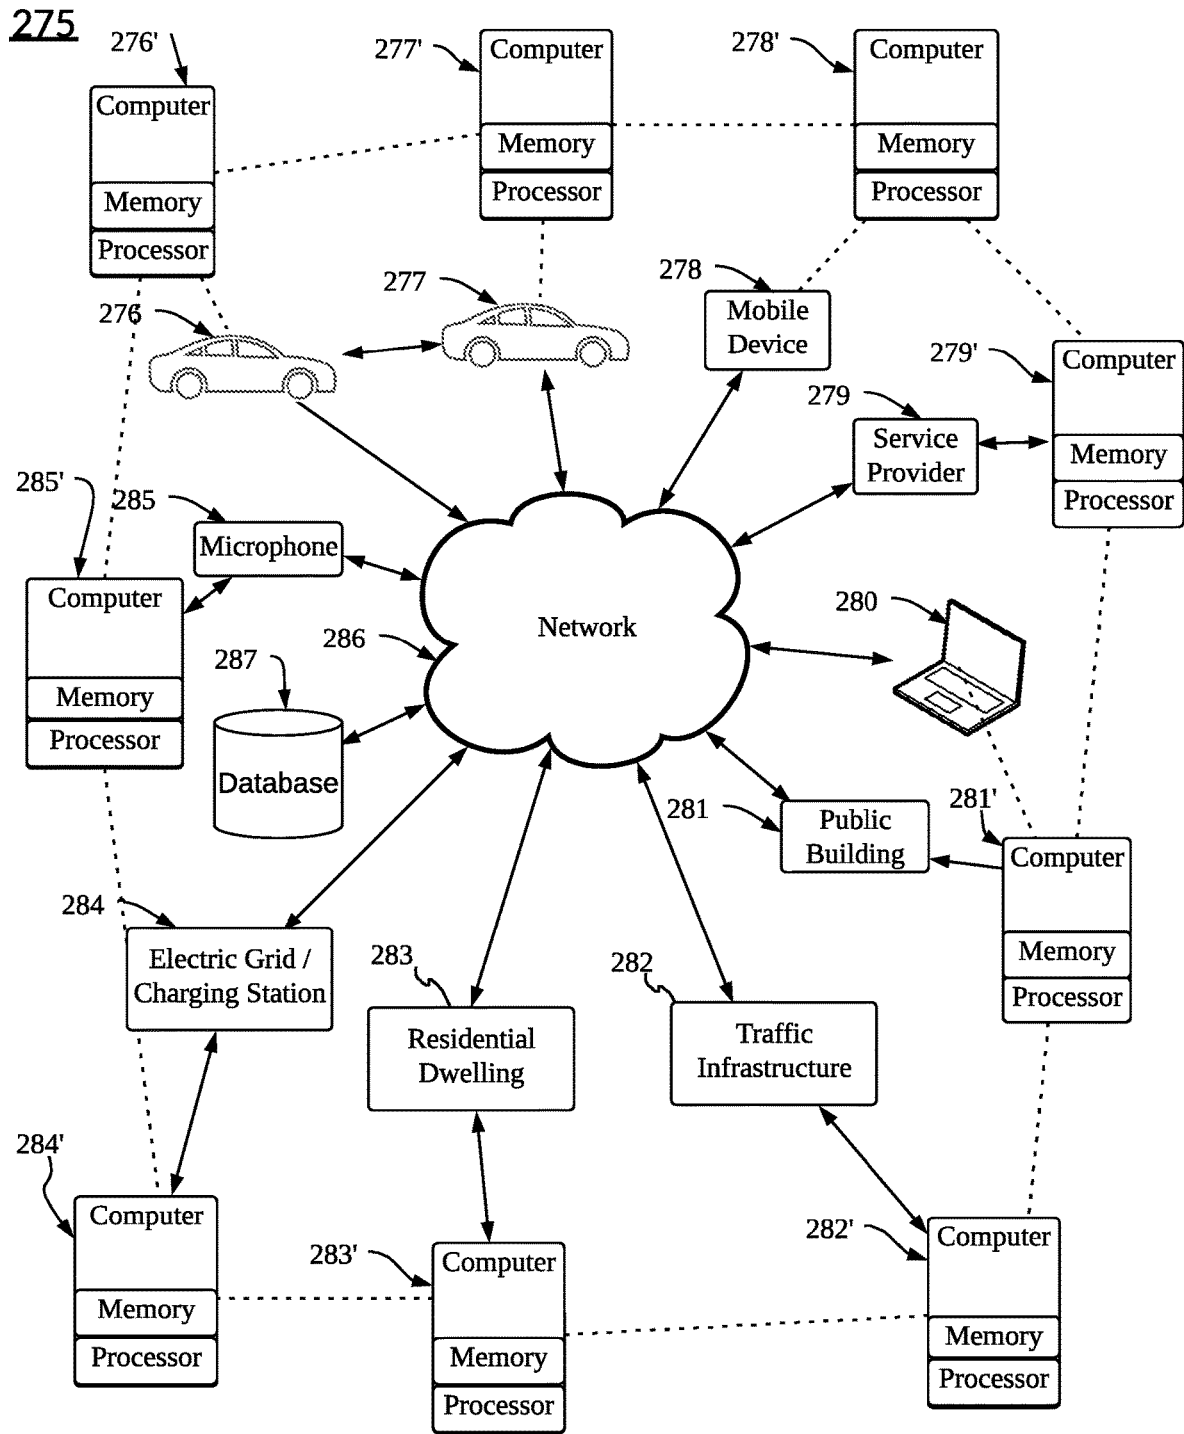 275
276'
277'
278'
Computer
Memory
Processor
Computer
Memory
Processor
Computer
Memory
Processor
276
277
278
Mobile
Device
279
Service
Provider
279'
Computer
Memory
Processor
285'
285
Microphone
Computer
Memory
Processor
286
Network
287
Database
280
281
Public
Building
281'
Computer
Memory
Processor
284
Electric Grid /
Charging Station
283
Residential
Dwelling
282
Traffic
Infrastructure
284'
Computer
Memory
Processor
283'
Computer
Memory
Processor
282'
Computer
Memory
Processor